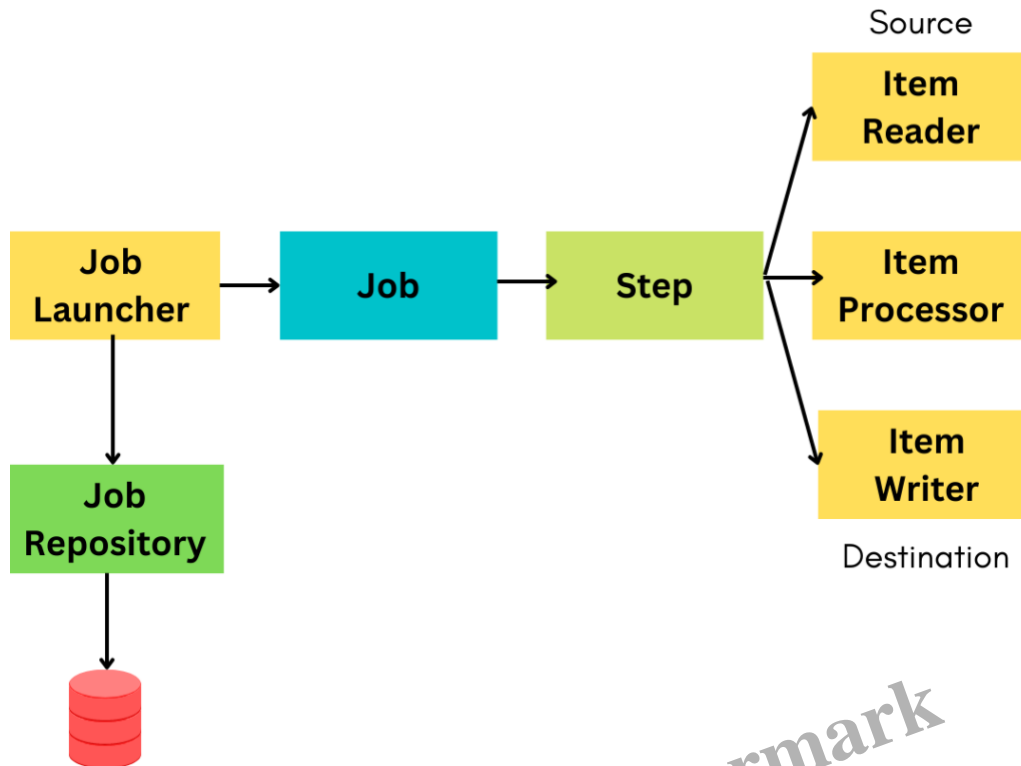 Source
Item
Reader
Job
Launcher
Job
Step
Item
Processor
Item
Writer
Job
Repository
Destination